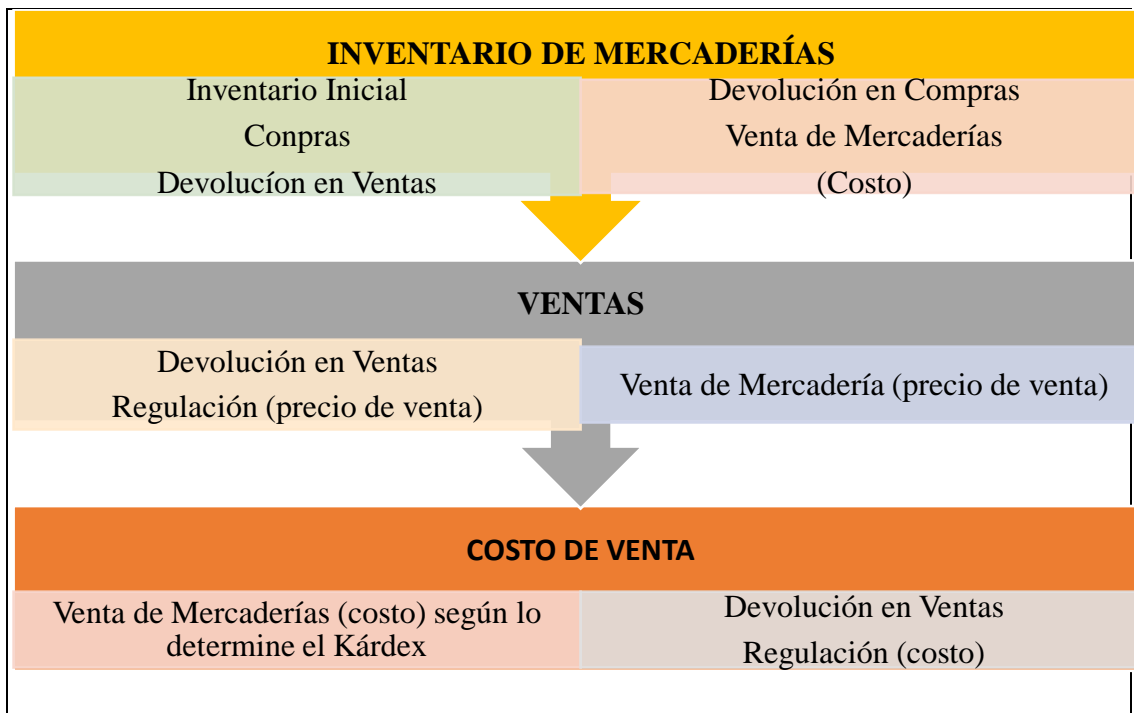 INVENTARIO DE MERCADERÍAS
Inventario Inicial
Conpras
Devolucíon en Ventas
Devolución en Compras
Venta de Mercaderías
(Costo)
VENTAS
Devolución en Ventas
Regulación (precio de venta)
Venta de Mercadería (precio de venta)
COSTO DE VENTA
Venta de Mercaderías (costo) según lo
determine el Kárdex
Devolución en Ventas
Regulación (costo)